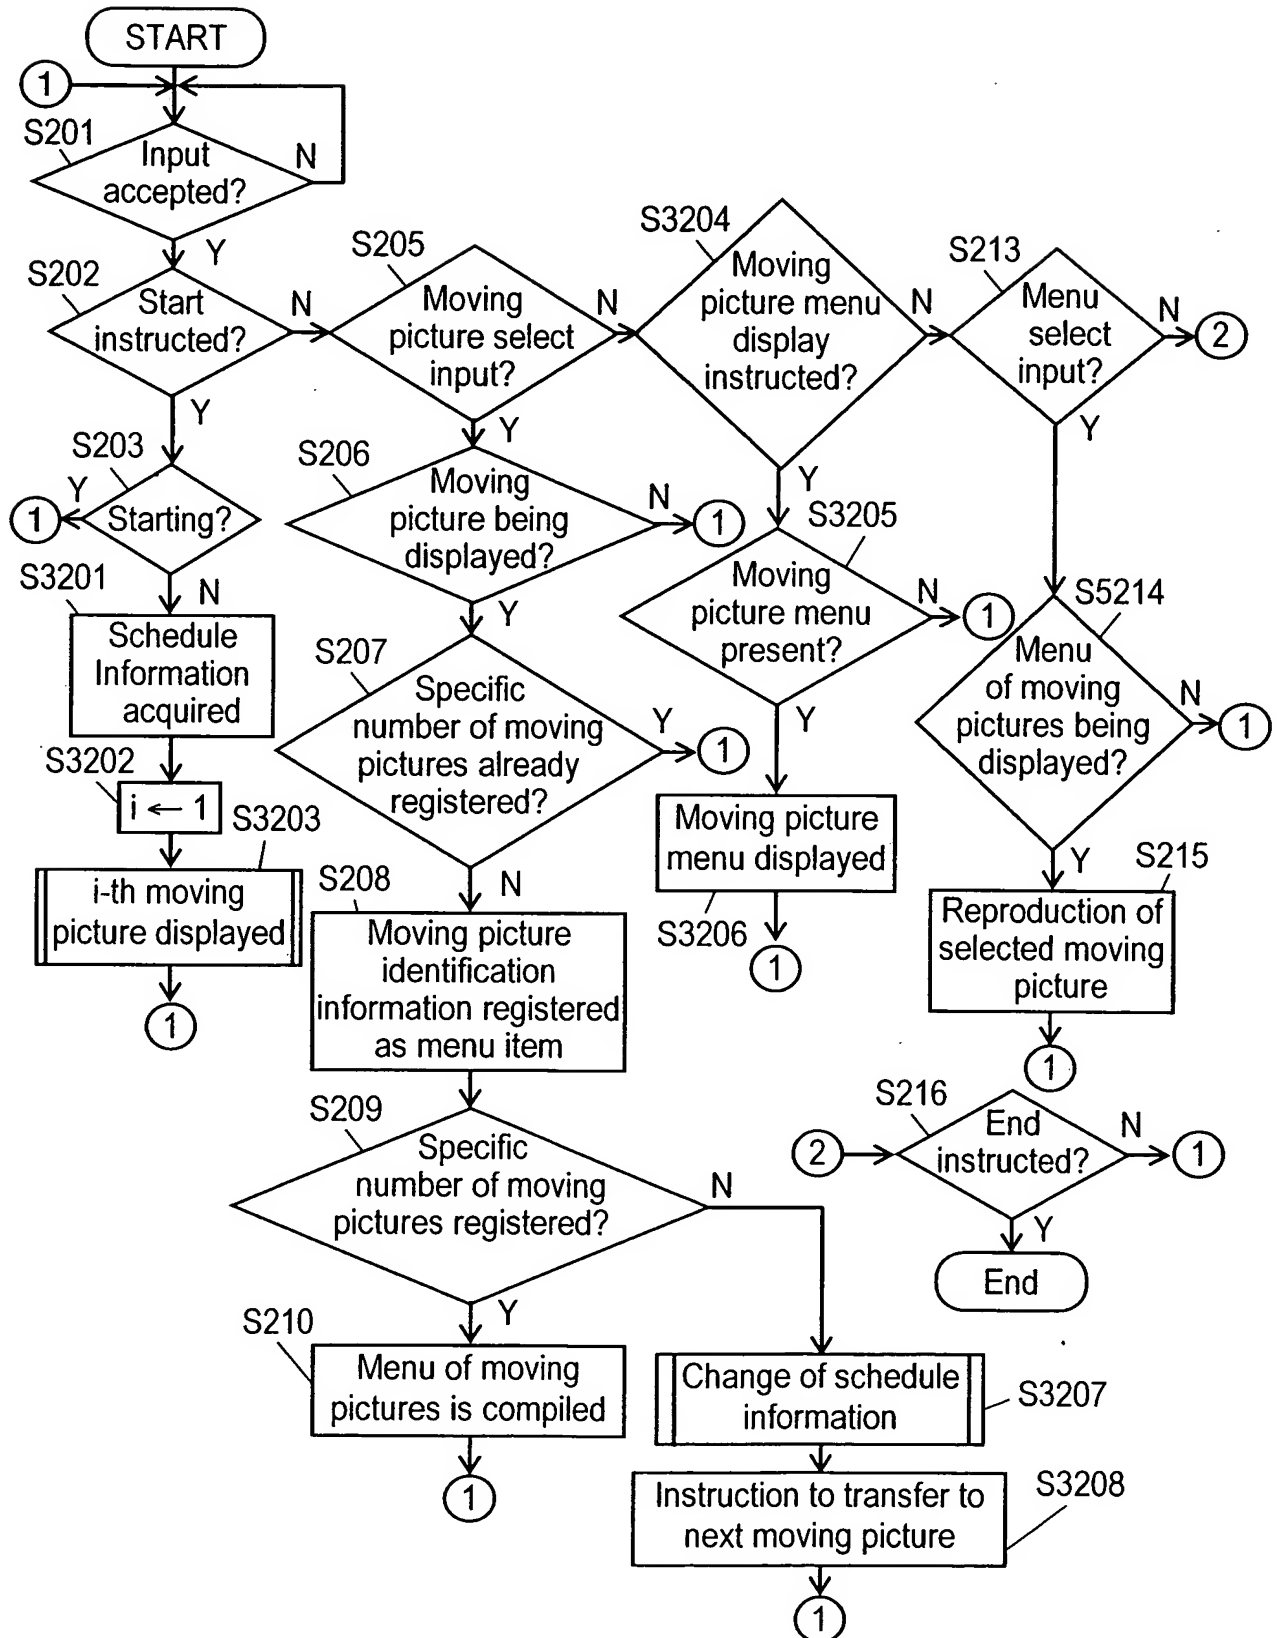 START
1
S201
Input
accepted?
N
Y
S202
Start
instructed?
N
Y
S203
Starting?
Y
1
N
S3201
Schedule
Information
acquired
S3202
i ← 1
S3203
i-th moving
picture displayed
1
S205
Moving
picture select
input?
N
Y
S206
Moving
picture being
displayed?
N
1
Y
S207
Specific
number of moving
pictures already
registered?
Y
1
N
S208
Moving picture
identification
information registered
as menu item
S209
Specific
number of moving
pictures registered?
N
Y
S210
Menu of moving
pictures is compiled
1
Change of schedule
information
S3207
Instruction to transfer to
next moving picture
S3208
1
S3204
Moving
picture menu
display
instructed?
N
Y
S3205
Moving
picture menu
present?
N
1
Y
Moving picture
menu displayed
S3206
1
S213
Menu
select
input?
N
2
Y
S5214
Menu
of moving
pictures being
displayed?
N
1
Y
S215
Reproduction of
selected moving
picture
1
S216
2
End
instructed?
N
1
Y
End